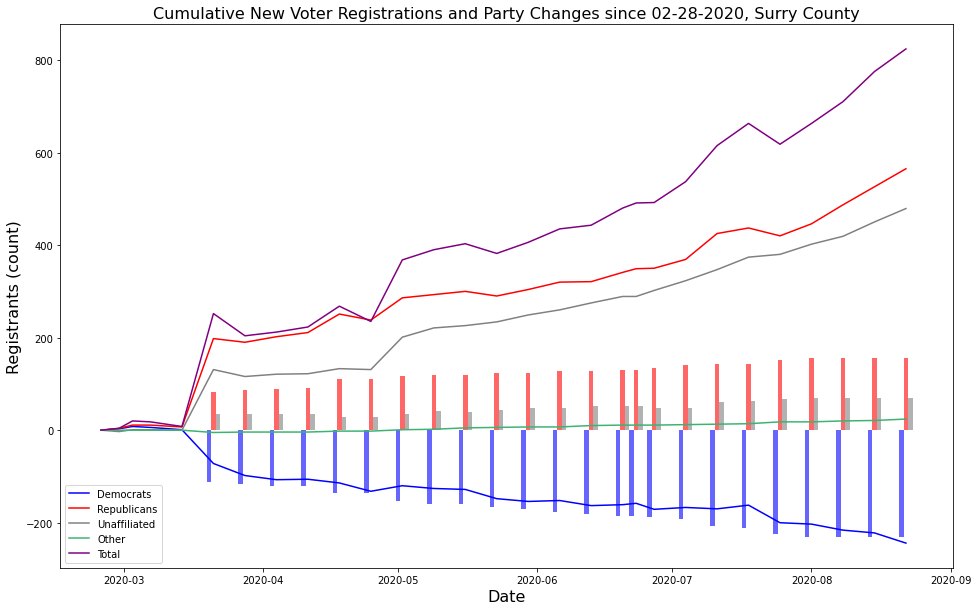 Cumulative New Voter Registrations and Party Changes since 02-28-2020, Surry County
Registrants (count)
800
600
400
200
0
−200
Democrats
Republicans
Unaffiliated
Other
Total
2020-03
2020-04
2020-05
2020-06
2020-07
2020-08
2020-09
Date